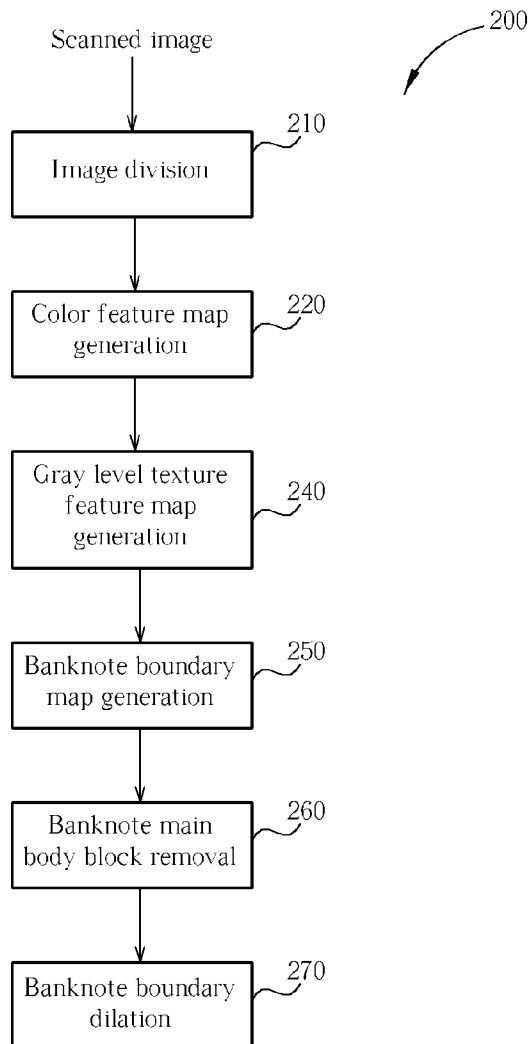 200
Scanned image
210
Image division
220
Color feature map
generation
240
Gray level texture
feature map
generation
250
Banknote boundary
map generation
260
Banknote main
body block removal
270
Banknote boundary
dilation